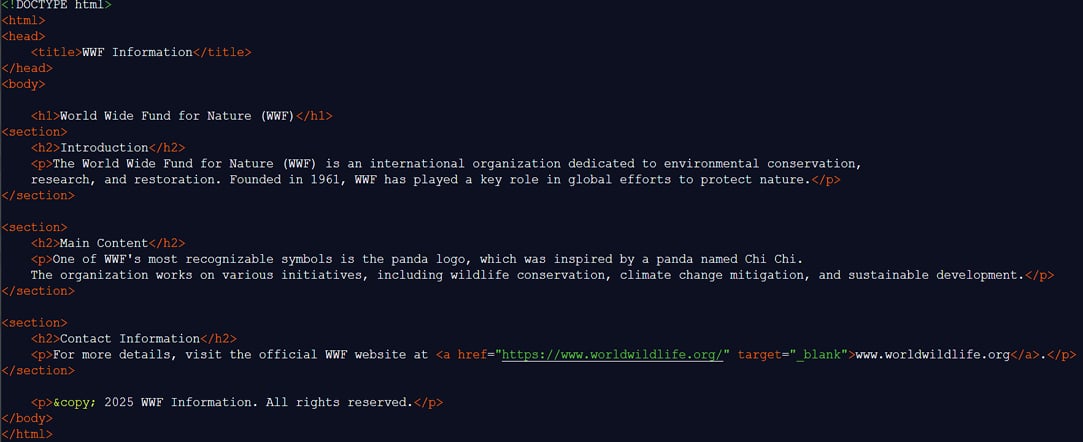 <!DOCTYPE html>
<html>
<head>
    <title>WWF Information</title>
</head>
<body>

    <h1>World Wide Fund for Nature (WWF)</h1>
<section>
    <h2>Introduction</h2>
    <p>The World Wide Fund for Nature (WWF) is an international organization dedicated to environmental conservation,
    research, and restoration. Founded in 1961, WWF has played a key role in global efforts to protect nature.</p>
</section>

<section>
    <h2>Main Content</h2>
    <p>One of WWF's most recognizable symbols is the panda logo, which was inspired by a panda named Chi Chi.
    The organization works on various initiatives, including wildlife conservation, climate change mitigation, and sustainable development.</p>
</section>

<section>
    <h2>Contact Information</h2>
    <p>For more details, visit the official WWF website at <a href="https://www.worldwildlife.org/" target="_blank">www.worldwildlife.org</a>.</p>
</section>

    <p>&copy; 2025 WWF Information. All rights reserved.</p>
</body>
</html>